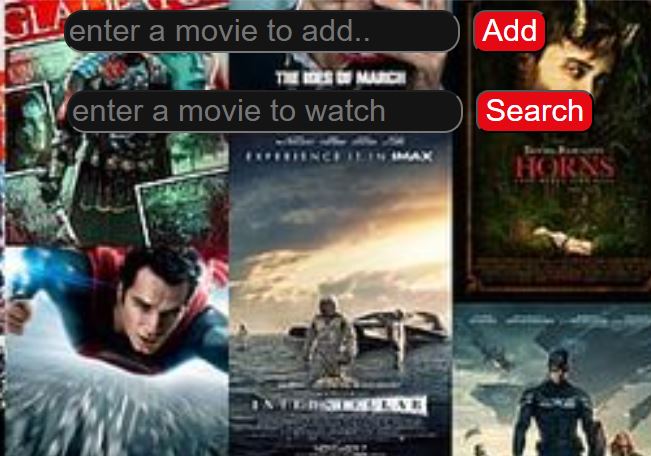 GLA
enter a movie to add.. Add
THE IDES OF MARCH
enter a movie to watch Search
EXPERIENCE IT IN IMAX
HORNS
INTERSTELLAR